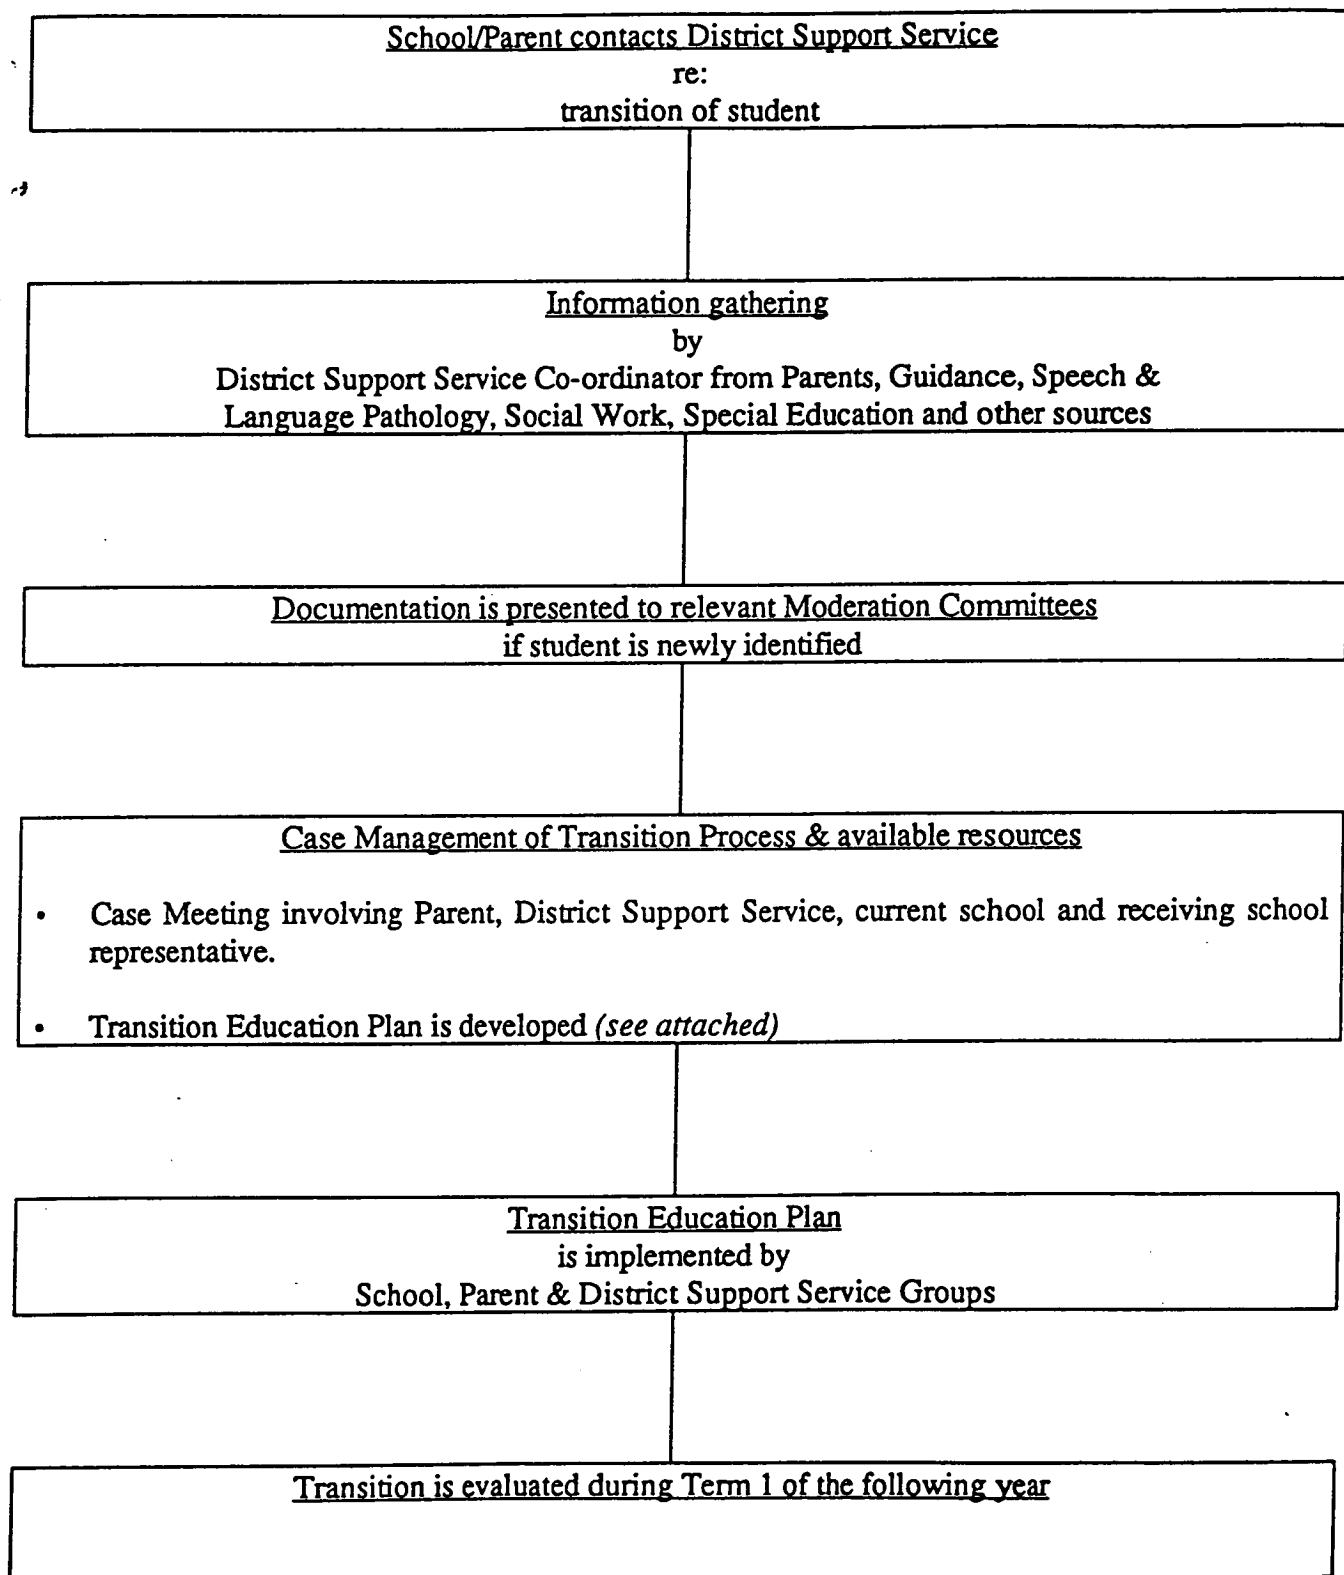 School/Parent contacts District Support Service
re:
transition of student
Information gathering
by
District Support Service Co-ordinator from Parents, Guidance, Speech &
Language Pathology, Social Work, Special Education and other sources
Documentation is presented to relevant Moderation Committees
if student is newly identified
Case Management of Transition Process & available resources
• Case Meeting involving Parent, District Support Service, current school and receiving school
representative.
• Transition Education Plan is developed (see attached)
Transition Education Plan
is implemented by
School, Parent & District Support Service Groups
Transition is evaluated during Term 1 of the following year